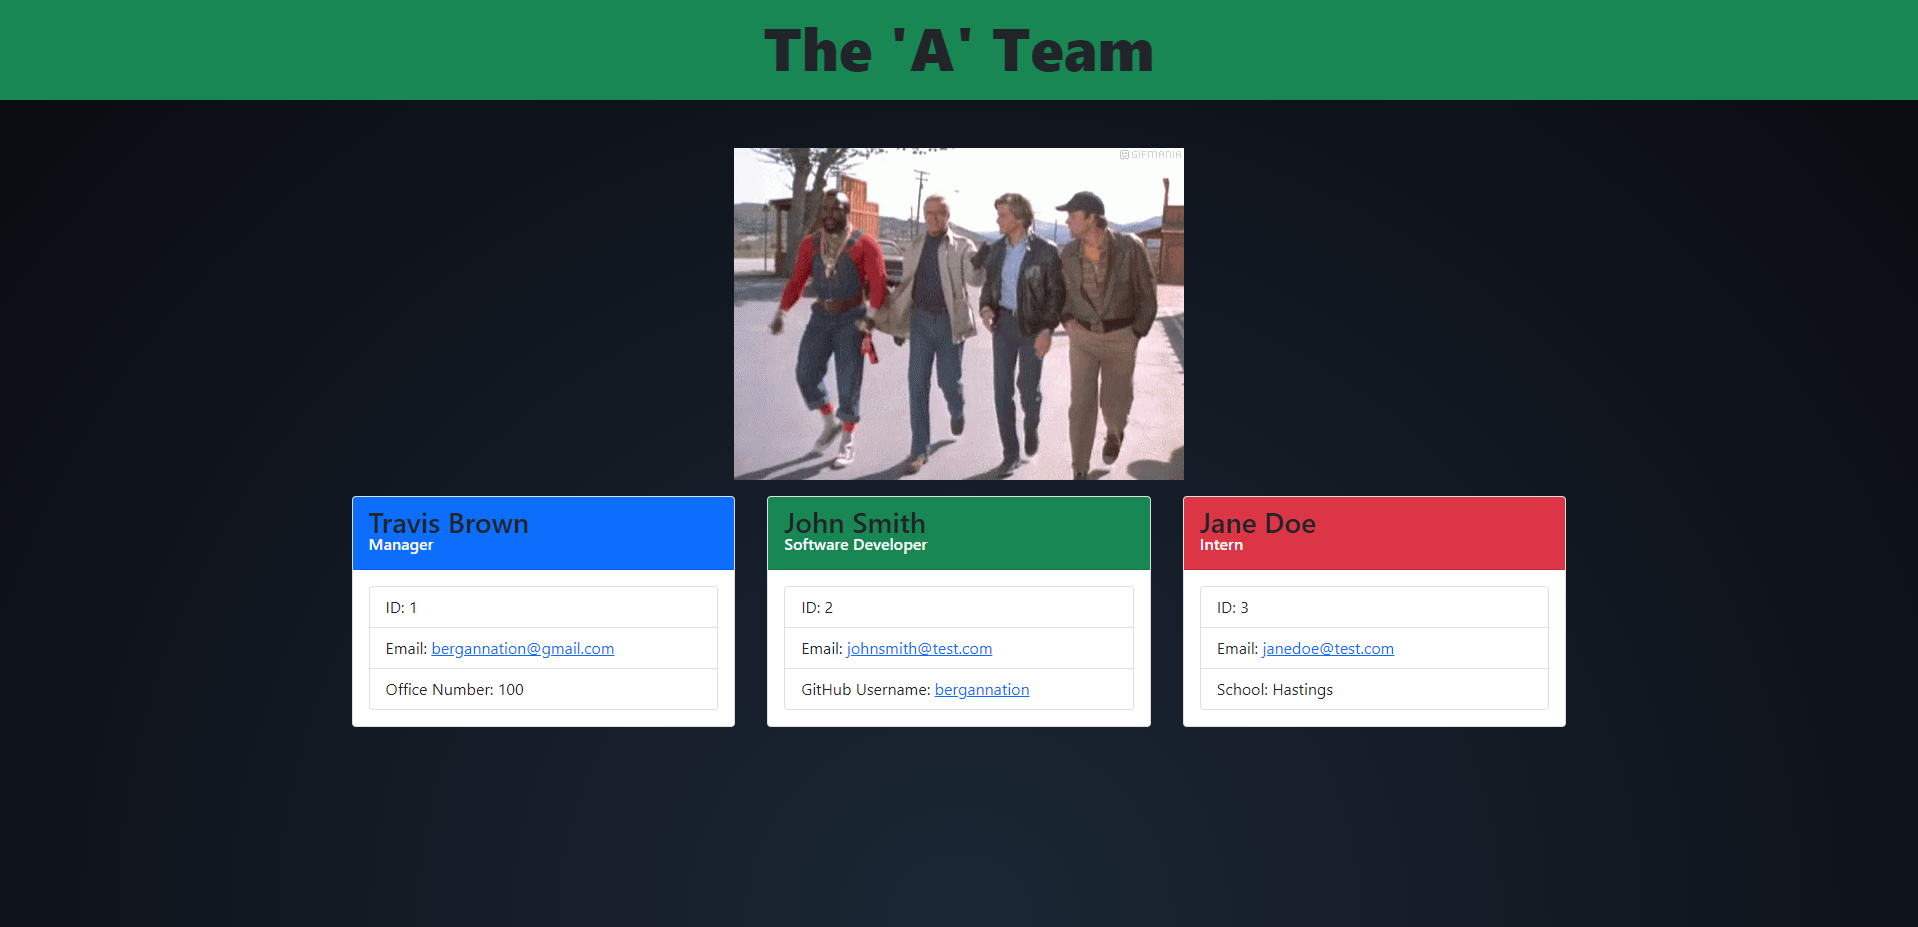 The 'A' Team
GIFMANIA
Travis Brown
Manager
ID: 1
Email: bergannation@gmail.com
Office Number: 100
John Smith
Software Developer
ID: 2
Email: johnsmith@test.com
GitHub Username: bergannation
Jane Doe
Intern
ID: 3
Email: janedoe@test.com
School: Hastings